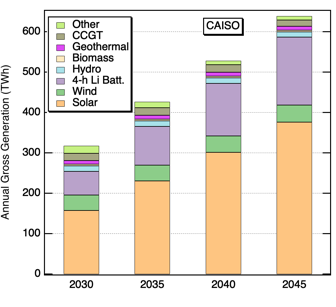 Other
CCGT
Geothermal
Biomass
Hydro
4-h Li Batt.
Wind
Solar
CAISO
Annual Gross Generation (TWh)
600
500
400
300
200
100
0
2030
2035
2040
2045